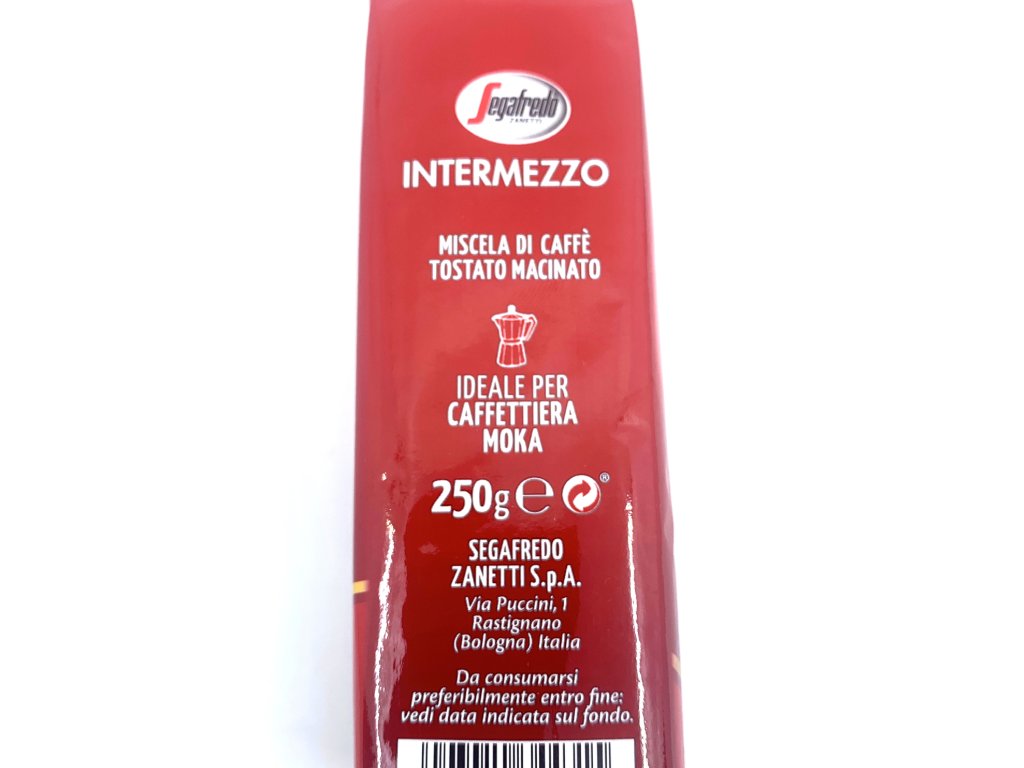 Segafredo
ZANETTI
INTERMEZZO
MISCELA DI CAFFÈ
TOSTATO MACINATO
IDEALE PER
CAFFETTIERA
MOKA
250g ℮ ®
SEGAFREDO
ZANETTI S.p.A.
Via Puccini, 1
Rastignano
(Bologna) Italia
Da consumarsi
preferibilmente entro fine:
vedi data indicata sul fondo.